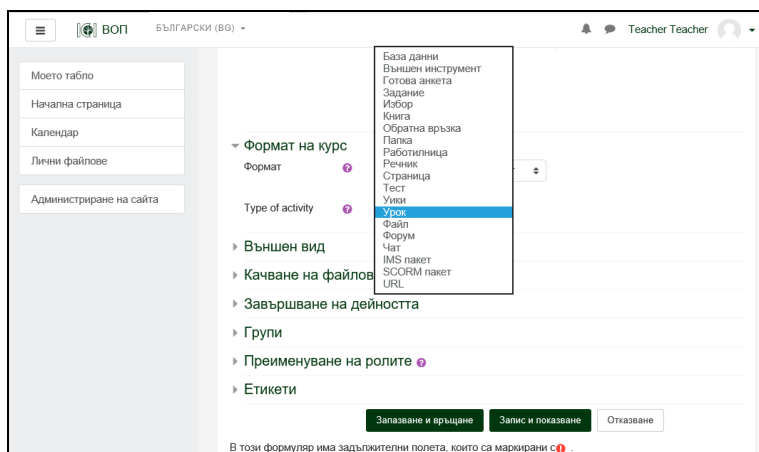 ВОП БЪЛГАРСКИ (BG) Teacher Teacher
Моето табло
Начална страница
Календар
Лични файлове
Администриране на сайта
База данни
Външен инструмент
Готова анкета
Задание
Избор
Книга
Обратна връзка
Папка
Работилница
Речник
Страница
Тест
Уики
Урок
Файл
Форум
Чат
IMS пакет
SCORM пакет
URL
Формат на курс
Формат
Type of activity
Външен вид
Качване на файлов
Завършване на дейността
Групи
Преименуване на ролите
Етикети
Запазване и връщане Запис и показване Отказване
В този формуляр има задължителни полета, които са маркирани с .